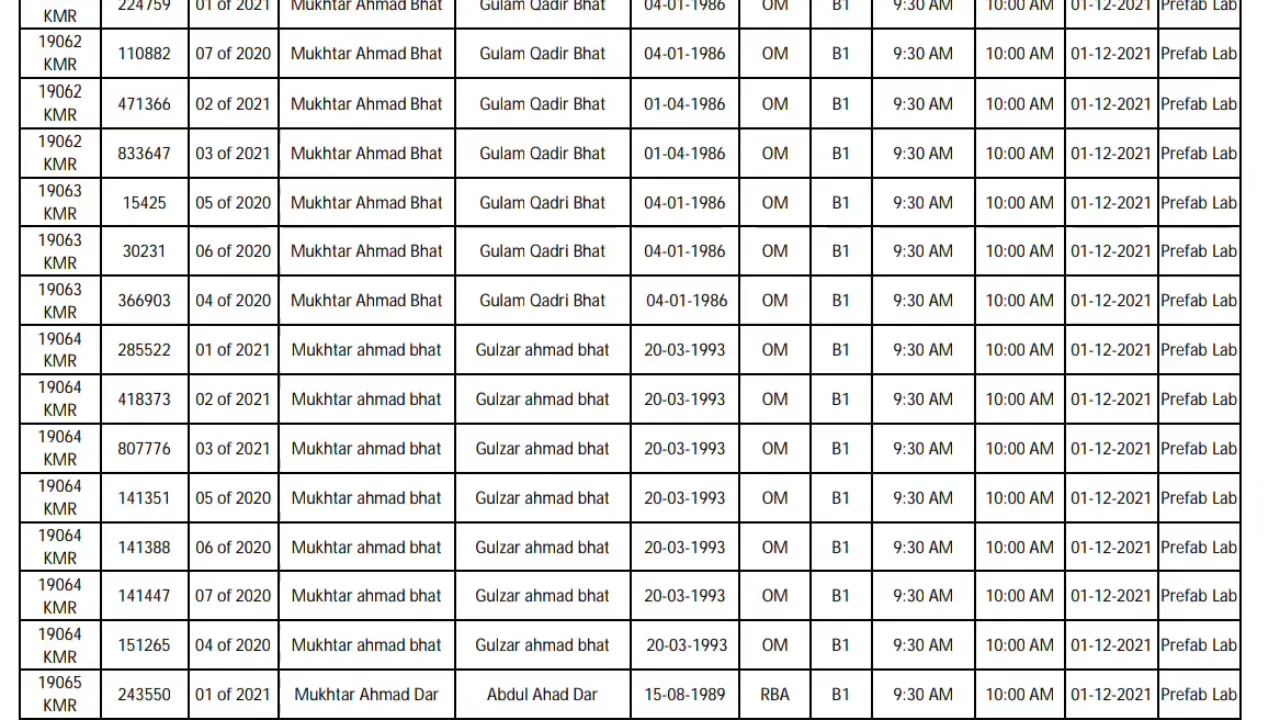 KMR 224759 01 of 2021 Mukhtar Ahmad Bhat Gulam Qadir Bhat 04-01-1986 OM B1 9:30 AM 10:00 AM 01-12-2021 Prefab Lab
19062 KMR 110882 07 of 2020 Mukhtar Ahmad Bhat Gulam Qadir Bhat 04-01-1986 OM B1 9:30 AM 10:00 AM 01-12-2021 Prefab Lab
19062 KMR 471366 02 of 2021 Mukhtar Ahmad Bhat Gulam Qadir Bhat 01-04-1986 OM B1 9:30 AM 10:00 AM 01-12-2021 Prefab Lab
19062 KMR 833647 03 of 2021 Mukhtar Ahmad Bhat Gulam Qadir Bhat 01-04-1986 OM B1 9:30 AM 10:00 AM 01-12-2021 Prefab Lab
19063 KMR 15425 05 of 2020 Mukhtar Ahmad Bhat Gulam Qadri Bhat 04-01-1986 OM B1 9:30 AM 10:00 AM 01-12-2021 Prefab Lab
19063 KMR 30231 06 of 2020 Mukhtar Ahmad Bhat Gulam Qadri Bhat 04-01-1986 OM B1 9:30 AM 10:00 AM 01-12-2021 Prefab Lab
19063 KMR 366903 04 of 2020 Mukhtar Ahmad Bhat Gulam Qadri Bhat 04-01-1986 OM B1 9:30 AM 10:00 AM 01-12-2021 Prefab Lab
19064 KMR 285522 01 of 2021 Mukhtar ahmad bhat Gulzar ahmad bhat 20-03-1993 OM B1 9:30 AM 10:00 AM 01-12-2021 Prefab Lab
19064 KMR 418373 02 of 2021 Mukhtar ahmad bhat Gulzar ahmad bhat 20-03-1993 OM B1 9:30 AM 10:00 AM 01-12-2021 Prefab Lab
19064 KMR 807776 03 of 2021 Mukhtar ahmad bhat Gulzar ahmad bhat 20-03-1993 OM B1 9:30 AM 10:00 AM 01-12-2021 Prefab Lab
19064 KMR 141351 05 of 2020 Mukhtar ahmad bhat Gulzar ahmad bhat 20-03-1993 OM B1 9:30 AM 10:00 AM 01-12-2021 Prefab Lab
19064 KMR 141388 06 of 2020 Mukhtar ahmad bhat Gulzar ahmad bhat 20-03-1993 OM B1 9:30 AM 10:00 AM 01-12-2021 Prefab Lab
19064 KMR 141447 07 of 2020 Mukhtar ahmad bhat Gulzar ahmad bhat 20-03-1993 OM B1 9:30 AM 10:00 AM 01-12-2021 Prefab Lab
19064 KMR 151265 04 of 2020 Mukhtar ahmad bhat Gulzar ahmad bhat 20-03-1993 OM B1 9:30 AM 10:00 AM 01-12-2021 Prefab Lab
19065 KMR 243550 01 of 2021 Mukhtar Ahmad Dar Abdul Ahad Dar 15-08-1989 RBA B1 9:30 AM 10:00 AM 01-12-2021 Prefab Lab